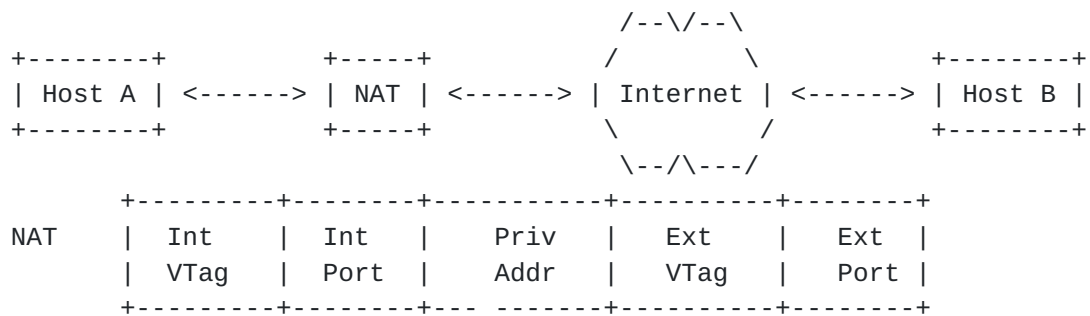 /--\/--\
+--------+          +-----+           /        \           +--------+
| Host A | <------> | NAT | <------> | Internet | <------> | Host B |
+--------+          +-----+           \         /          +--------+
                                       \--/\---/
       +---------+--------+-----------+----------+--------+
NAT    |  Int    |  Int   |    Priv   |   Ext    |   Ext  |
       |  VTag   |  Port  |    Addr   |   VTag   |   Port |
       +---------+--------+--- -------+----------+--------+